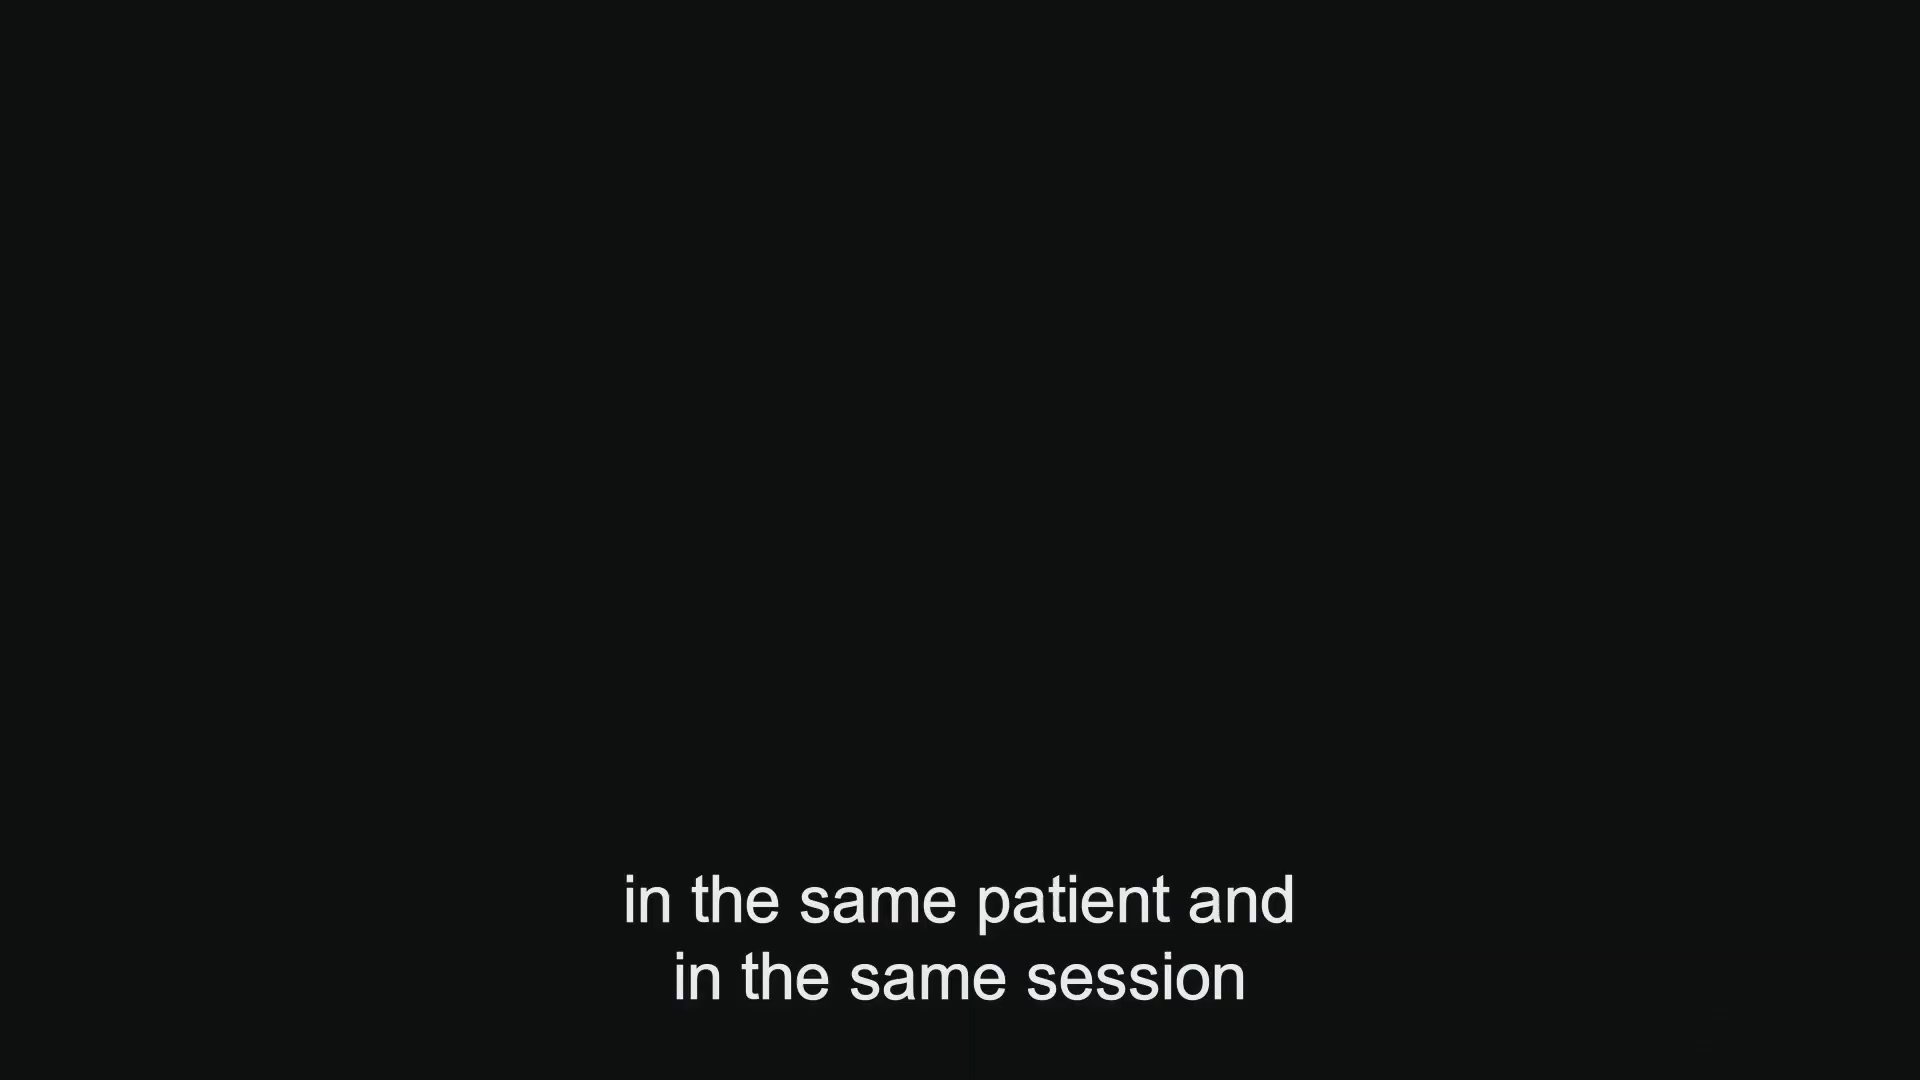 in the same patient and
in the same session